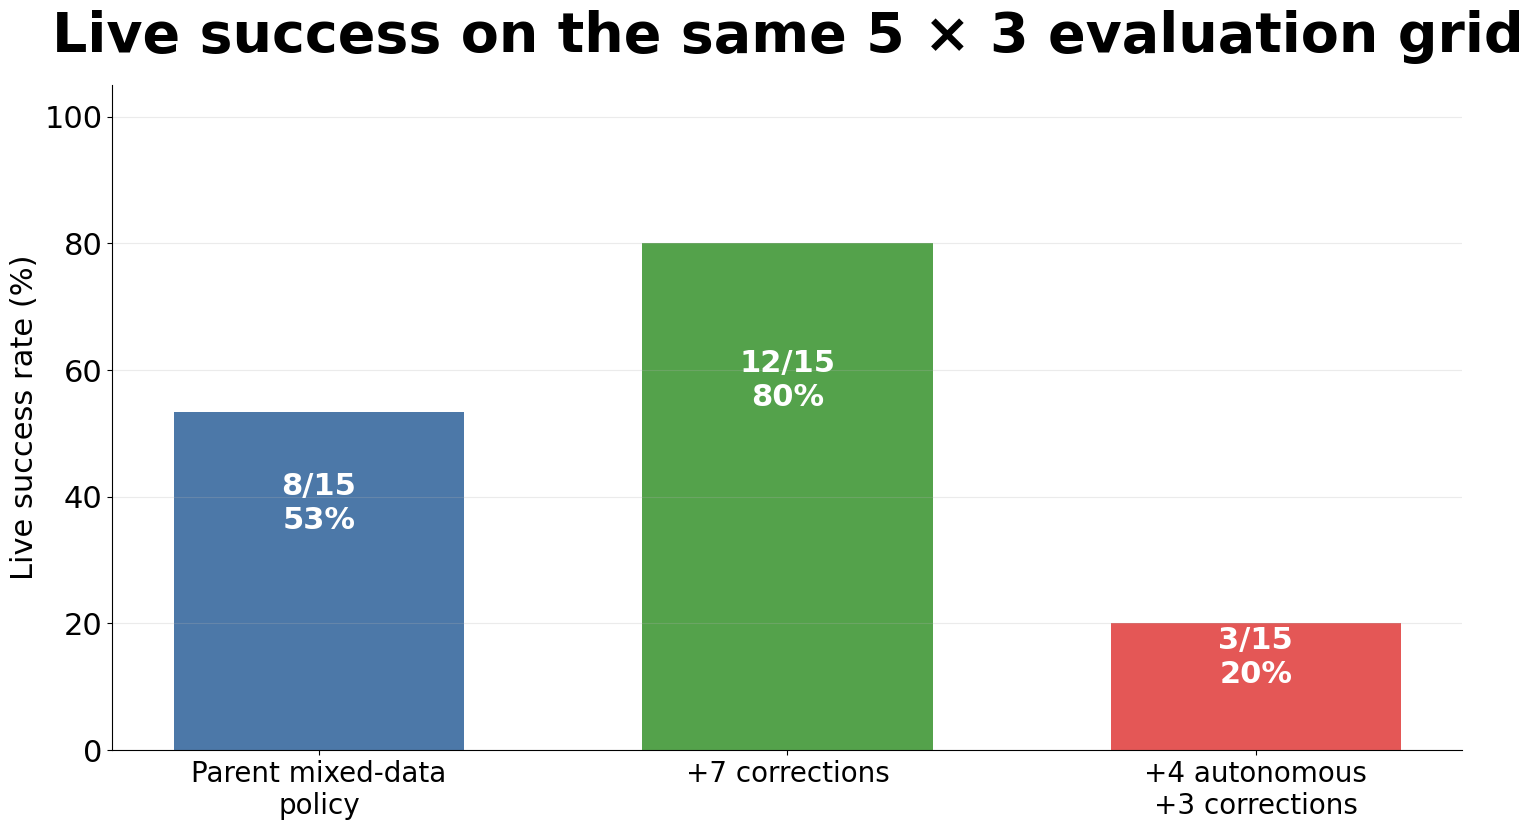 Live success on the same 5 × 3 evaluation grid
Live success rate (%)
100
80
60
40
20
0
8/15
53%
12/15
80%
3/15
20%
Parent mixed-data
policy
+7 corrections
+4 autonomous
+3 corrections